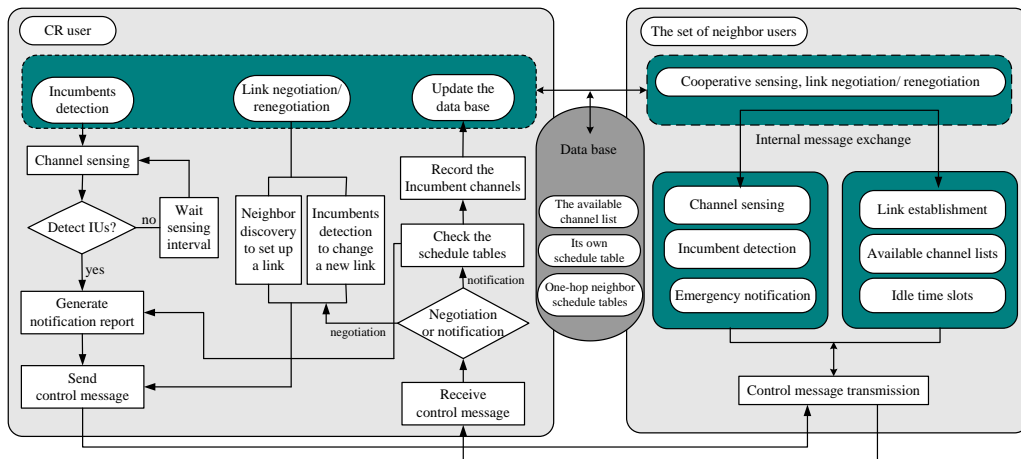 CR user
Incumbents
detection
Link negotiation/
renegotiation
Update the
data base
Channel sensing
Detect IUs?
no
Wait
sensing
interval
yes
Generate
notification report
Send
control message
Neighbor
discovery
to set up
a link
Incumbents
detection
to change
a new link
negotiation
Record the
Incumbent channels
Check the
schedule tables
notification
Negotiation
or notification
Receive
control message
Data base
The available
channel list
Its own
schedule table
One-hop neighbor
schedule tables
The set of neighbor users
Cooperative sensing, link negotiation/ renegotiation
Internal message exchange
Channel sensing
Incumbent detection
Emergency notification
Link establishment
Available channel lists
Idle time slots
Control message transmission